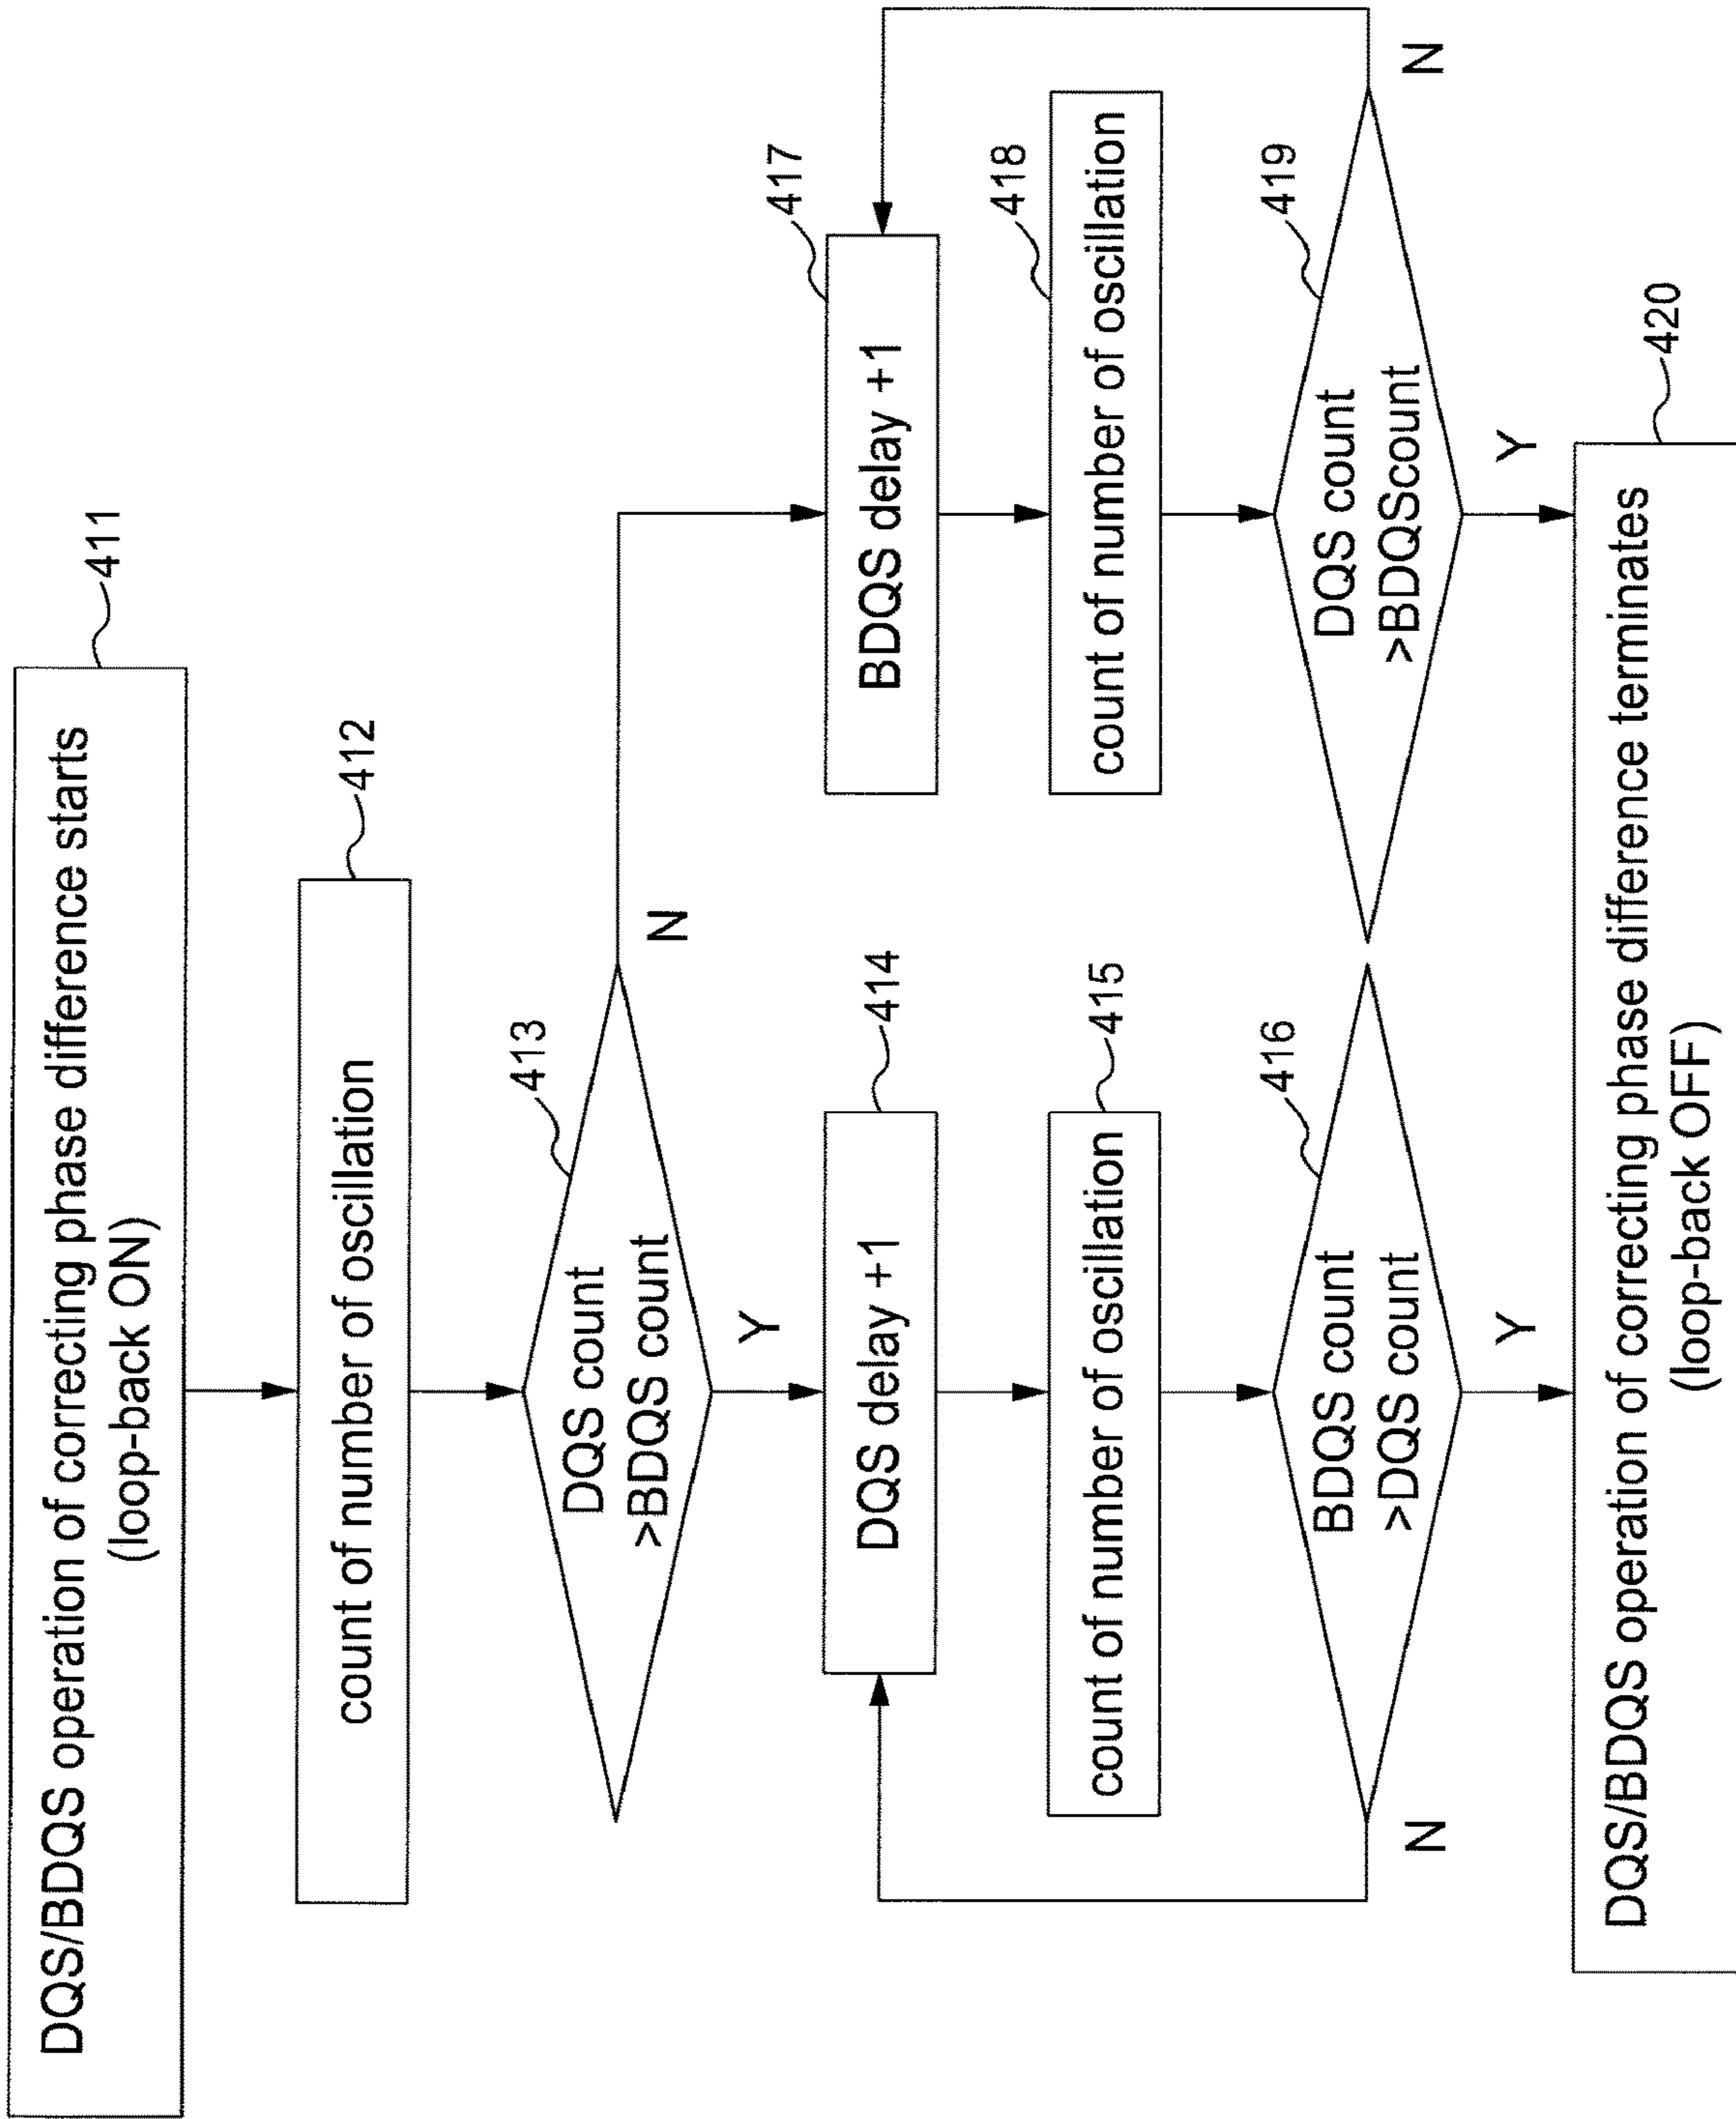 DQS/BDQS operation of correcting phase difference starts
(loop-back ON)
411
count of number of oscillation
412
DQS count
>BDQS count
413
Y
N
DQS delay +1
414
count of number of oscillation
415
BDQS count
>DQS count
416
N
Y
BDQS delay +1
417
count of number of oscillation
418
DQS count
>BDQScount
419
N
Y
DQS/BDQS operation of correcting phase difference terminates
(loop-back OFF)
420